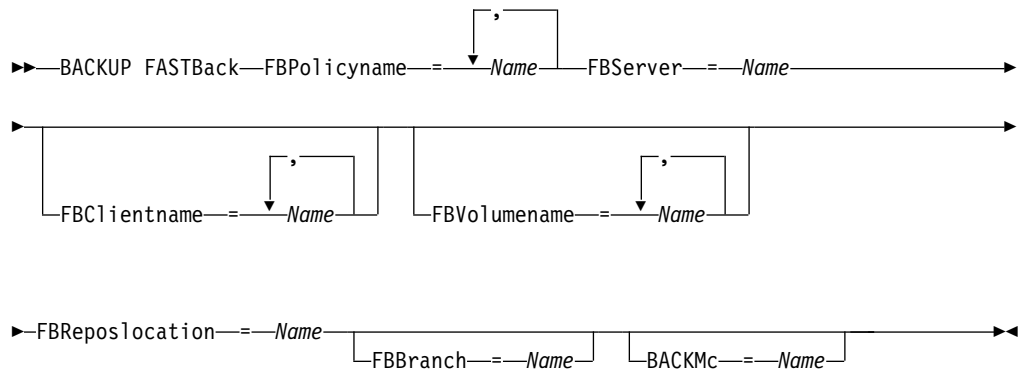 ,
BACKUP FASTBack FBPolicyname = Name FBServer = Name
, ,
FBClientname = Name FBVolumename = Name
FBReposlocation = Name
FBBranch = Name BACKMc = Name